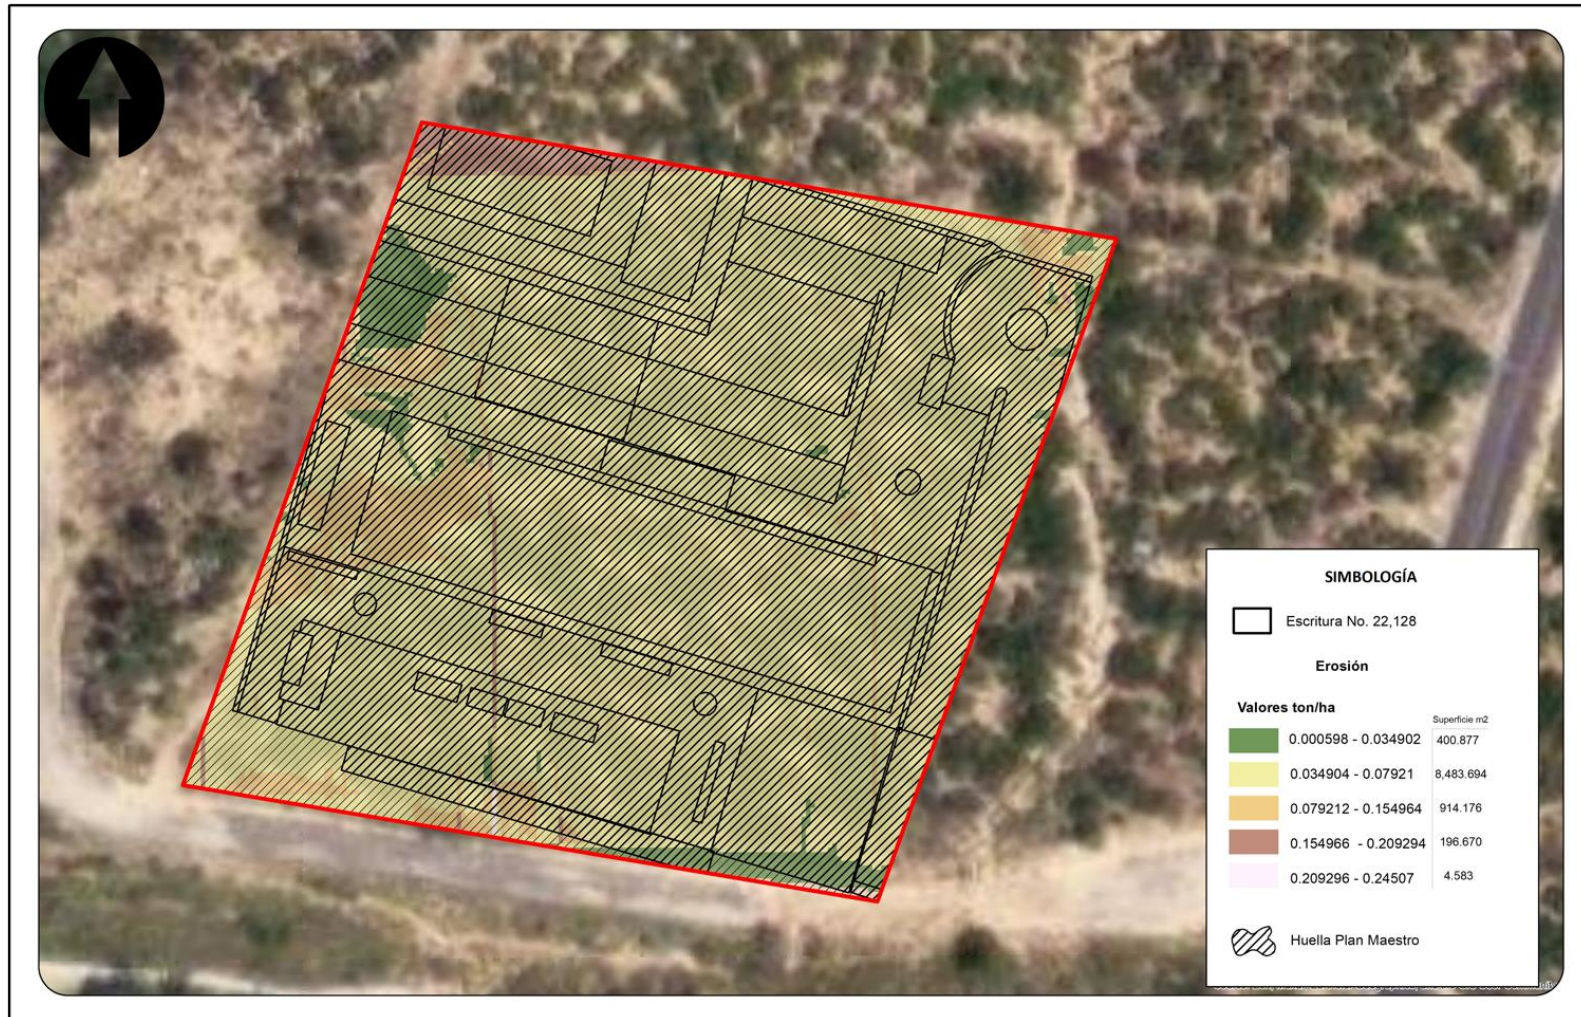 SIMBOLOGÍA
Escritura No. 22,128
Erosión
Valores ton/ha
Superficie m2
0.000598 - 0.034902 400.877
0.034904 - 0.07921 8,483.694
0.079212 - 0.154964 914.176
0.154966 - 0.209294 196.670
0.209296 - 0.24507 4.583
Huella Plan Maestro